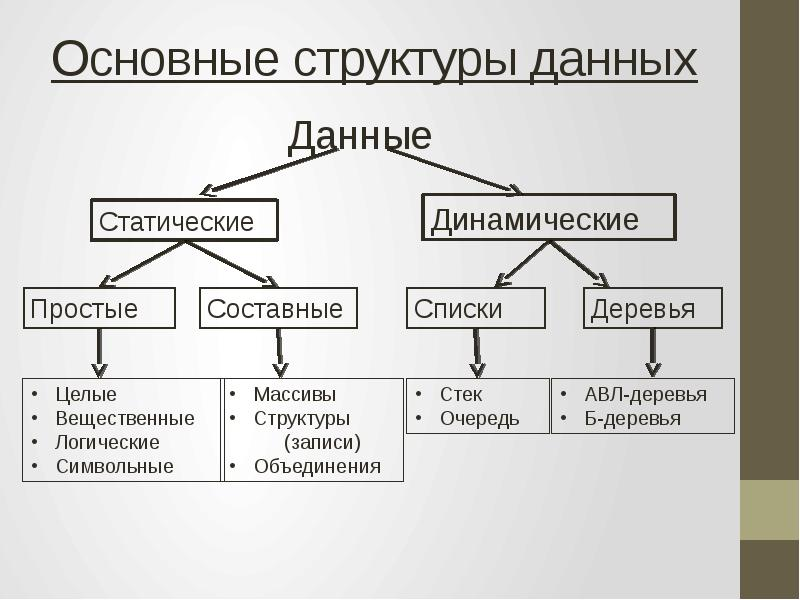 Основные структуры данных
Данные
Статические
Динамические
Простые
Составные
Списки
Деревья
• Целые
• Вещественные
• Логические
• Символьные
• Массивы
• Структуры
(записи)
• Объединения
• Стек
• Очередь
• АВЛ-деревья
• Б-деревья